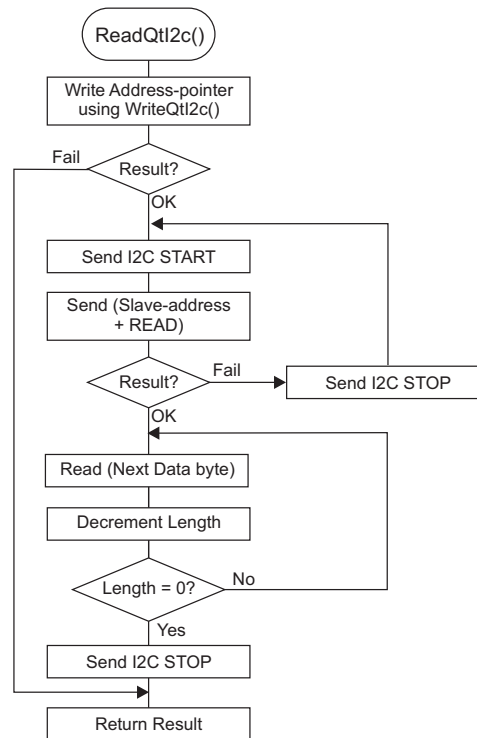 ReadQtI2c()
Write Address-pointer
using WriteQtI2c()
Fail
Result?
OK
Send I2C START
Send (Slave-address
+ READ)
Result?
Fail
Send I2C STOP
OK
Read (Next Data byte)
Decrement Length
Length = 0?
No
Yes
Send I2C STOP
Return Result